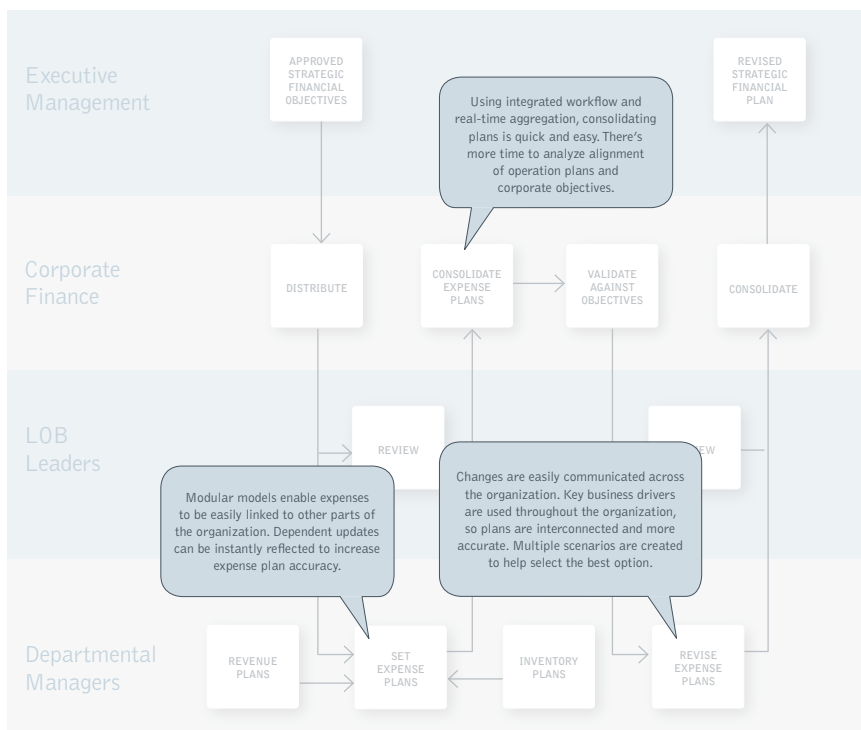 Executive
Management
APPROVED
STRATEGIC
FINANCIAL
OBJECTIVES
Using integrated workflow and
real-time aggregation, consolidating
plans is quick and easy. There's
more time to analyze alignment
of operation plans and
corporate objectives.
REVISED
STRATEGIC
FINANCIAL
PLAN
Corporate
Finance
DISTRIBUTE
CONSOLIDATE
EXPENSE
PLANS
VALIDATE
AGAINST
OBJECTIVES
CONSOLIDATE
LOB
Leaders
REVIEW
Modular models enable expenses
to be easily linked to other parts of
the organization. Dependent updates
can be instantly reflected to increase
expense plan accuracy.
Changes are easily communicated across
the organization. Key business drivers
are used throughout the organization,
so plans are interconnected and more
accurate. Multiple scenarios are created
to help select the best option.
Departmental
Managers
REVENUE
PLANS
SET
EXPENSE
PLANS
INVENTORY
PLANS
REVISE
EXPENSE
PLANS